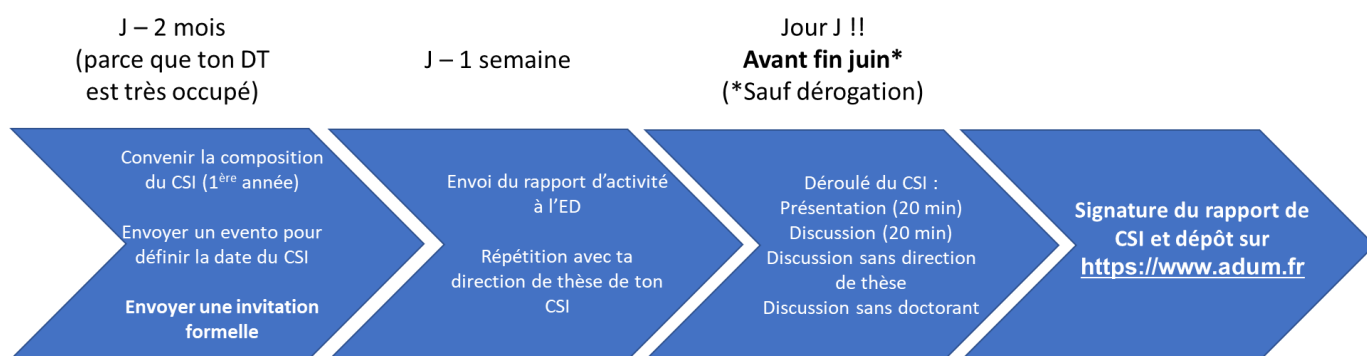 J – 2 mois
(parce que ton DT
est très occupé)
J – 1 semaine
Jour J !!
Avant fin juin*
(*Sauf dérogation)
Convenir la composition
du CSI (1ère année)
Envoyer un evento pour
définir la date du CSI
Envoyer une invitation
formelle
Envoi du rapport d’activité
à l’ED
Répétition avec ta
direction de thèse de ton
CSI
Déroulé du CSI :
Présentation (20 min)
Discussion (20 min)
Discussion sans direction
de thèse
Discussion sans doctorant
Signature du rapport de
CSI et dépôt sur
https://www.adum.fr